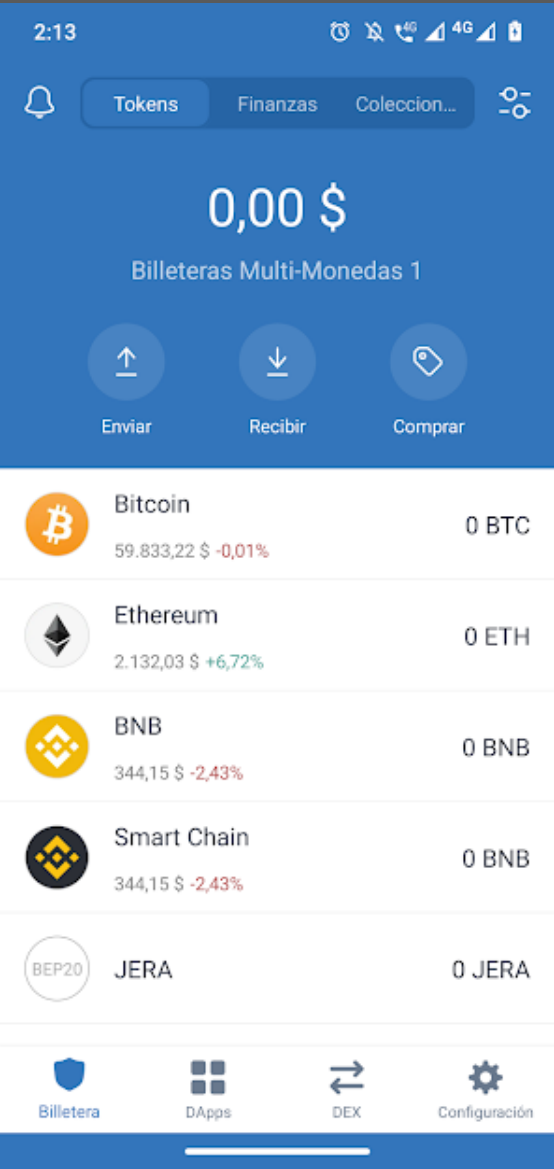 2:13
4G
4G
Tokens
Finanzas
Coleccion...
0,00 $
Billeteras Multi-Monedas 1
Enviar
Recibir
Comprar
Bitcoin
0 BTC
59.833,22 $ -0,01%
Ethereum
0 ETH
2.132,03 $ +6,72%
BNB
0 BNB
344,15 $ -2,43%
Smart Chain
0 BNB
344,15 $ -2,43%
BEP20
JERA
0 JERA
Billetera
DApps
DEX
Configuración